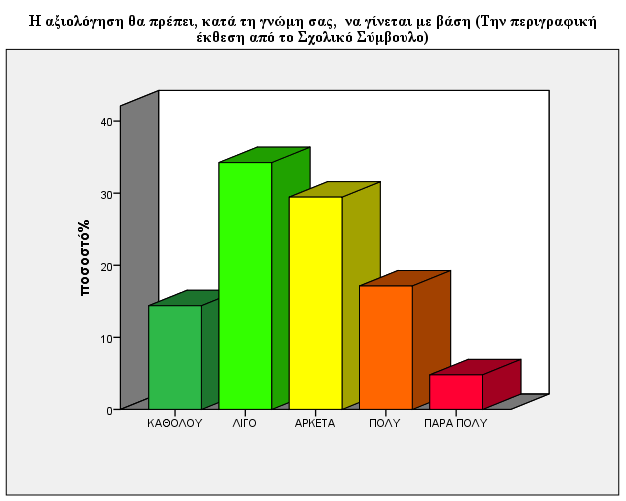 Η αξιολόγηση θα πρέπει, κατά τη γνώμη σας,  να γίνεται με βάση (Την περιγραφική
έκθεση από το Σχολικό Σύμβουλο)
ποσοστό%
40
30
20
10
0
ΚΑΘΟΛΟΥ ΛΙΓΟ ΑΡΚΕΤΑ ΠΟΛΥ ΠΑΡΑ ΠΟΛΥ